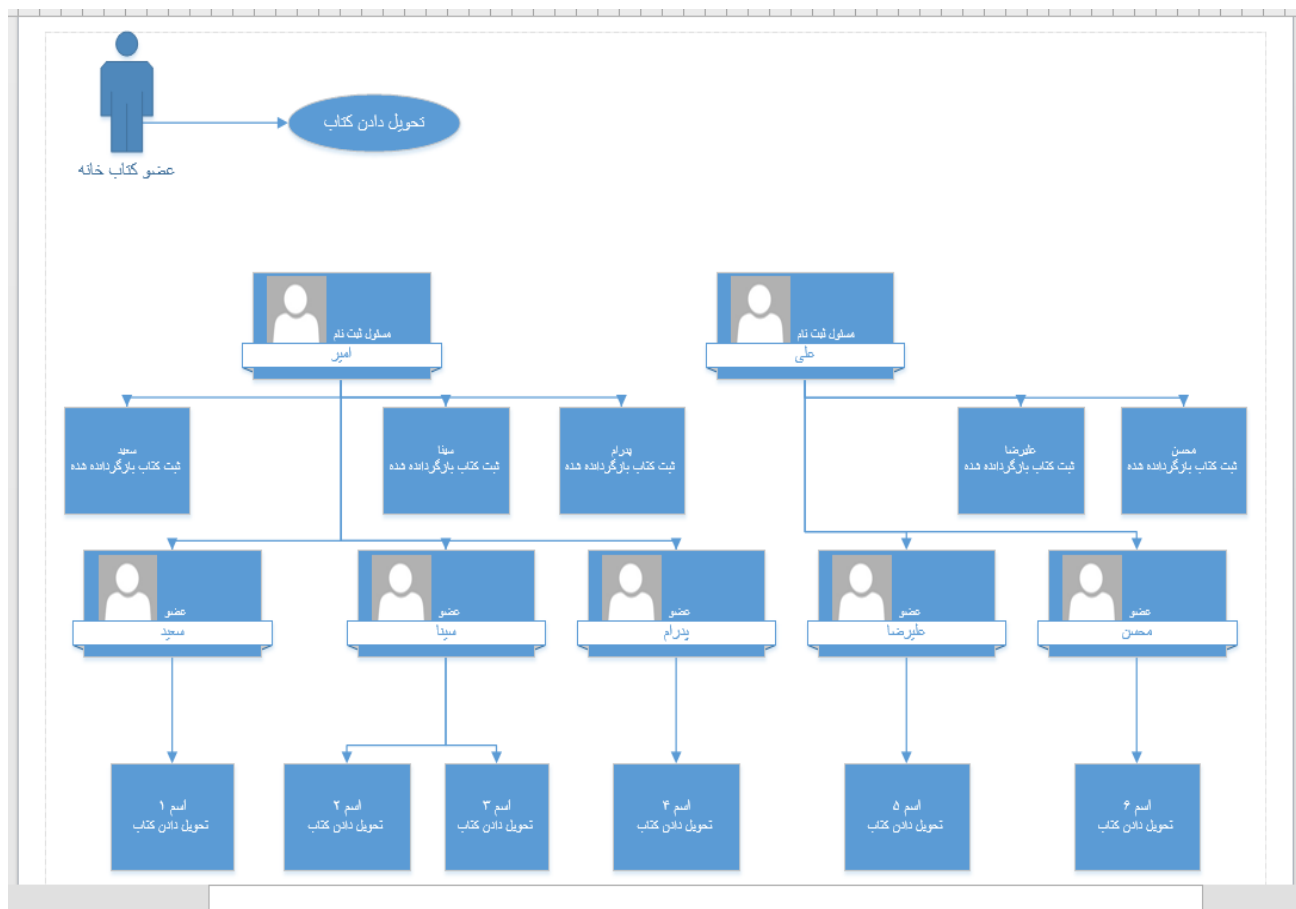 تحویل دادن کتاب
عضو کتاب خانه
مسئول ثبت نام
امیر
مسئول ثبت نام
علی
سعید
ثبت کتاب بازگردانده شده
سینا
ثبت کتاب بازگردانده شده
پدرام
ثبت کتاب بازگردانده شده
علیرضا
ثبت کتاب بازگردانده شده
محسن
ثبت کتاب بازگردانده شده
عضو
سعید
عضو
سینا
عضو
پدرام
عضو
علیرضا
عضو
محسن
اسم ۱
تحویل دادن کتاب
اسم ۲
تحویل دادن کتاب
اسم ۳
تحویل دادن کتاب
اسم ۴
تحویل دادن کتاب
اسم ۵
تحویل دادن کتاب
اسم ۶
تحویل دادن کتاب